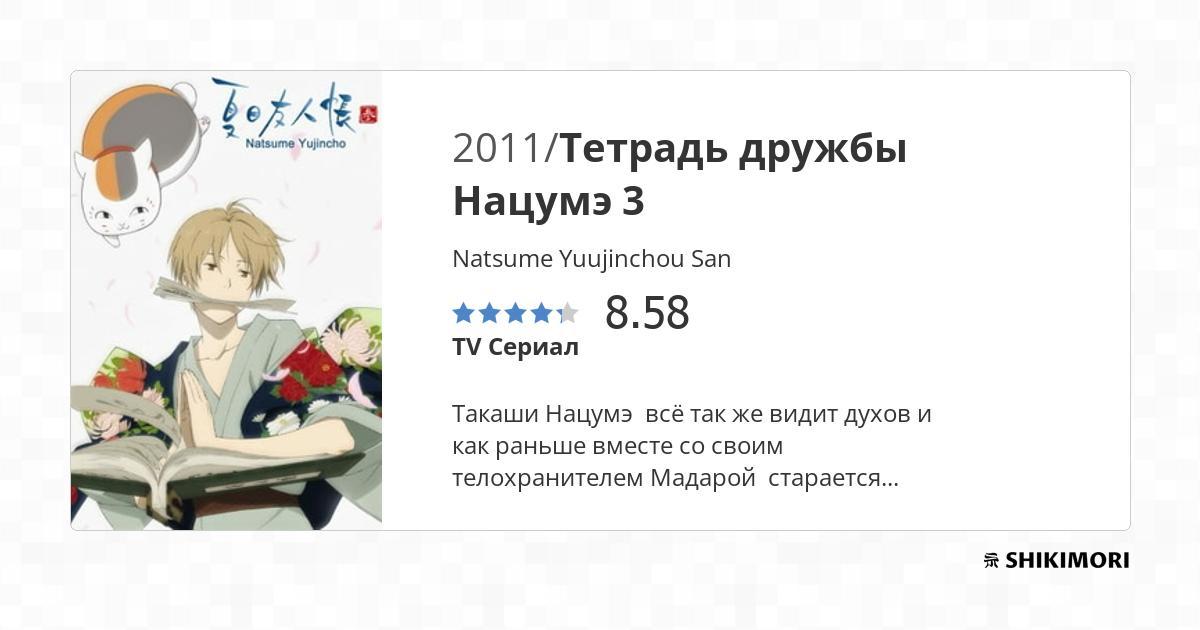 夏目友人帳 参
Natsume Yujincho
2011/Тетрадь дружбы
Нацумэ 3
Natsume Yuujinchou San
8.58
TV Сериал
Такаши Нацумэ всё так же видит духов и
как раньше вместе со своим
телохранителем Мадарой старается...
SHIKIMORI